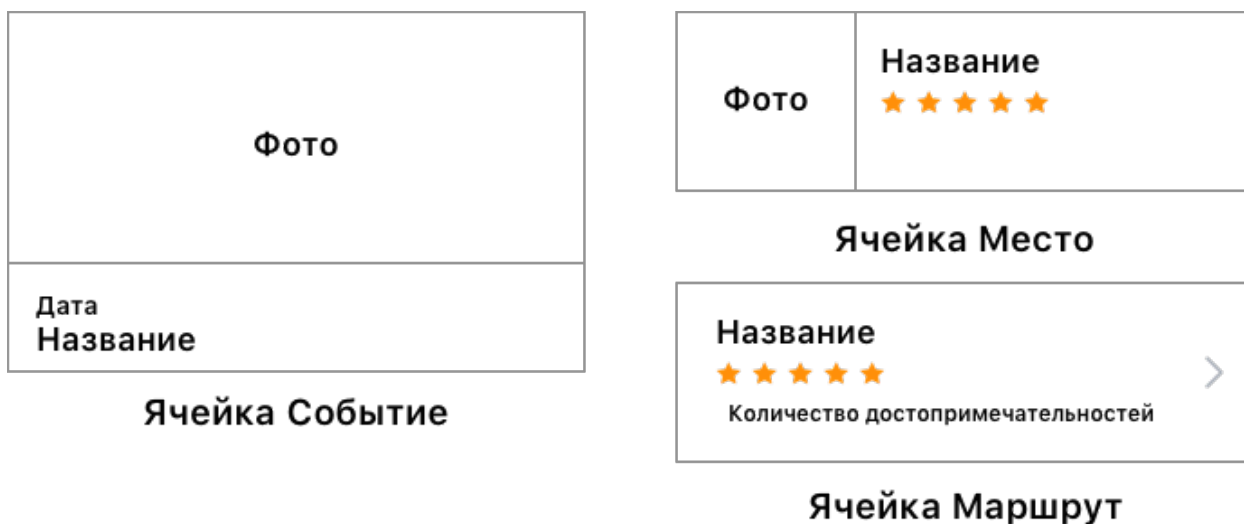 Фото
Дата
Название
Ячейка Событие
Фото
Название
Ячейка Место
Название
Количество достопримечательностей
Ячейка Маршрут